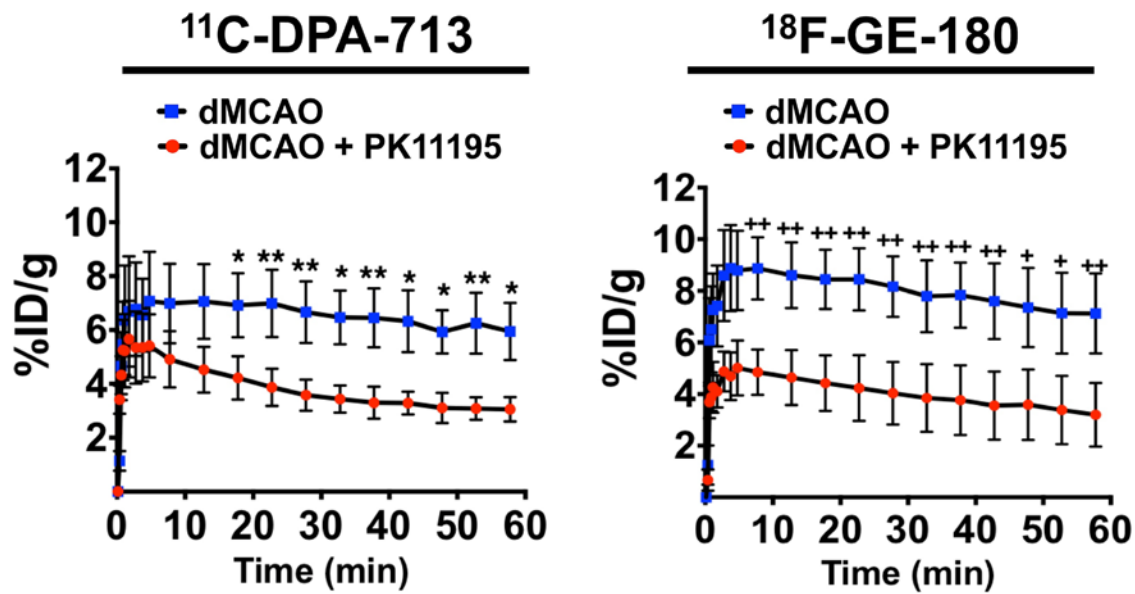 ¹¹C-DPA-713
dMCAO
dMCAO + PK11195
%ID/g
12
10
8
6
4
2
* ** ** * ** * * ** *
0 10 20 30 40 50 60
Time (min)
¹⁸F-GE-180
dMCAO
dMCAO + PK11195
%ID/g
12
10
8
6
4
2
++ ++ ++ ++ ++ ++ ++ ++ + + ++
0 10 20 30 40 50 60
Time (min)